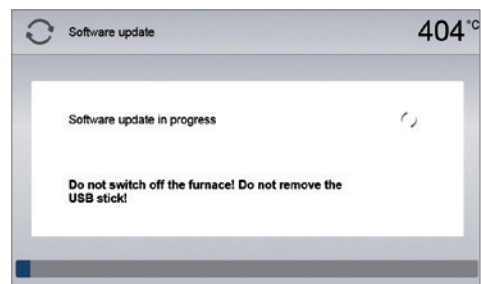 Software update 404 °C
Software update in progress
Do not switch off the furnace! Do not remove the
USB stick!